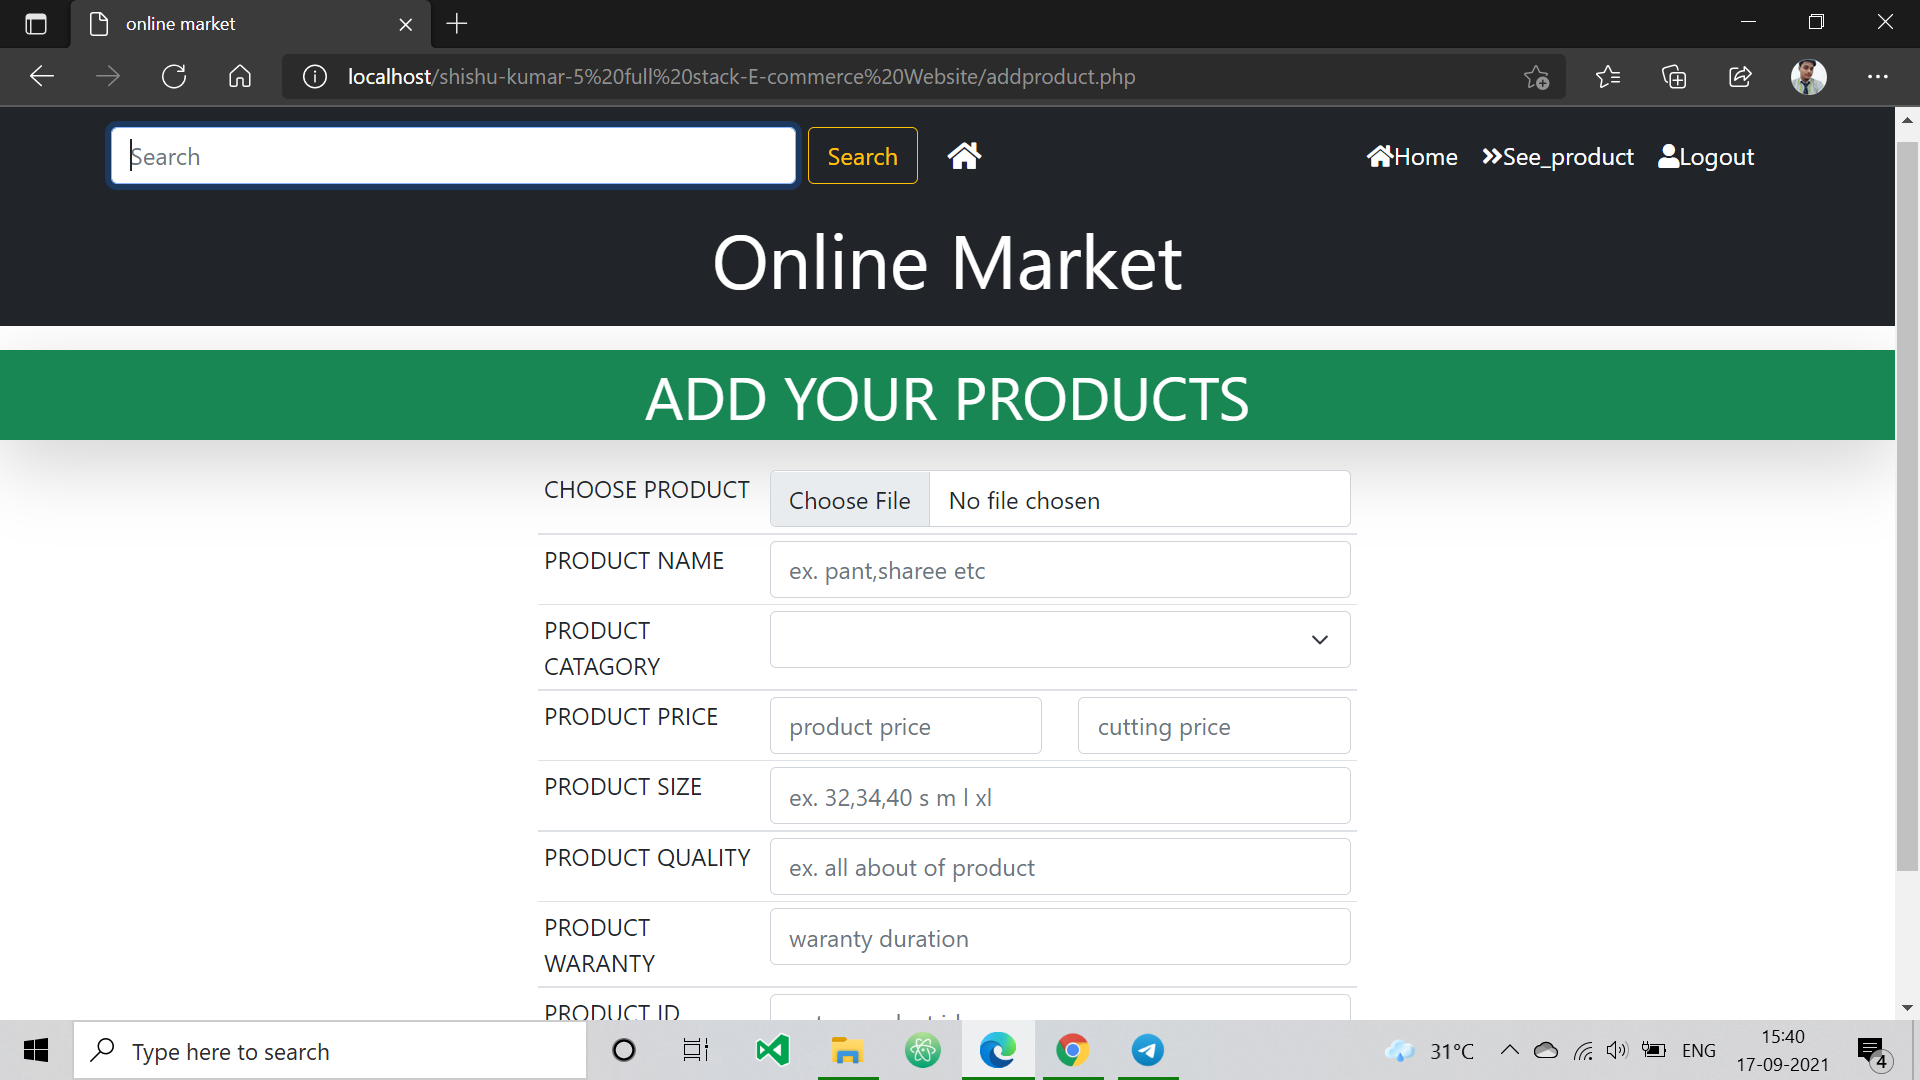 online market
localhost/shishu-kumar-5%20full%20stack-E-commerce%20Website/addproduct.php
Search
Search
Home
See_product
Logout
Online Market
ADD YOUR PRODUCTS
CHOOSE PRODUCT
Choose File
No file chosen
PRODUCT NAME
ex. pant,sharee etc
PRODUCT
CATAGORY
PRODUCT PRICE
product price
cutting price
PRODUCT SIZE
ex. 32,34,40 s m l xl
PRODUCT QUALITY
ex. all about of product
PRODUCT
WARANTY
waranty duration
PRODUCT ID
Type here to search
31°C
ENG
15:40
17-09-2021
4